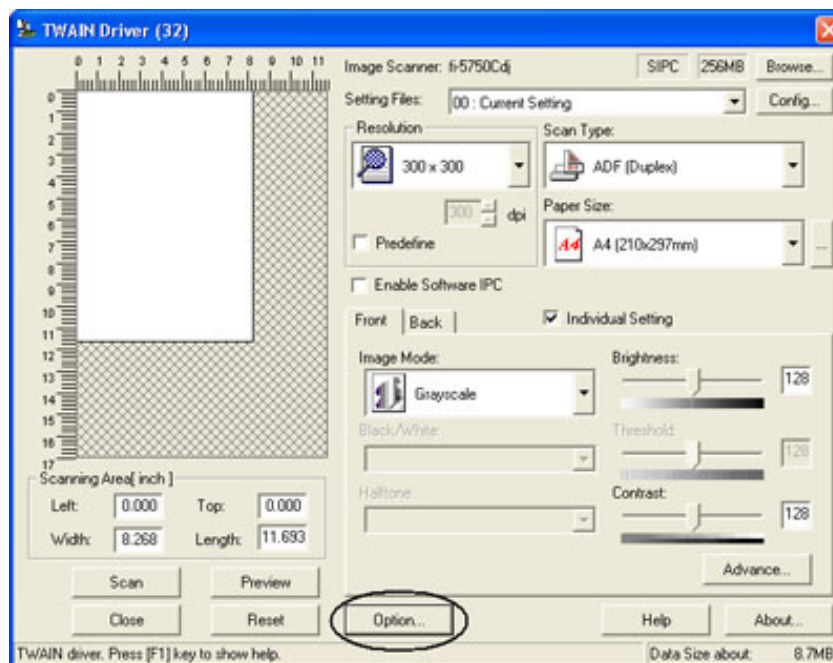 TWAIN Driver (32)
0 1 2 3 4 5 6 7 8 9 10 11
0
1
2
3
4
5
6
7
8
9
10
11
12
13
14
15
16
17
Image Scanner: fi-5750Cdj SIPC 256MB Browse...
Setting Files: 00 : Current Setting Config...
Resolution
300 x 300
300 dpi
Predefine
Scan Type:
ADF (Duplex)
Paper Size:
A4 A4 (210x297mm) ...
Enable Software IPC
Front Back Individual Setting
Image Mode:
Grayscale
Black/White:
Halftone:
Brightness:
128
Threshold:
128
Contrast:
128
Advance...
Scanning Area[ inch ]
Left: 0.000 Top: 0.000
Width: 8.268 Length: 11.693
Scan Preview
Close Reset Option... Help About...
TWAIN driver. Press [F1] key to show help. Data Size about: 8.7MB